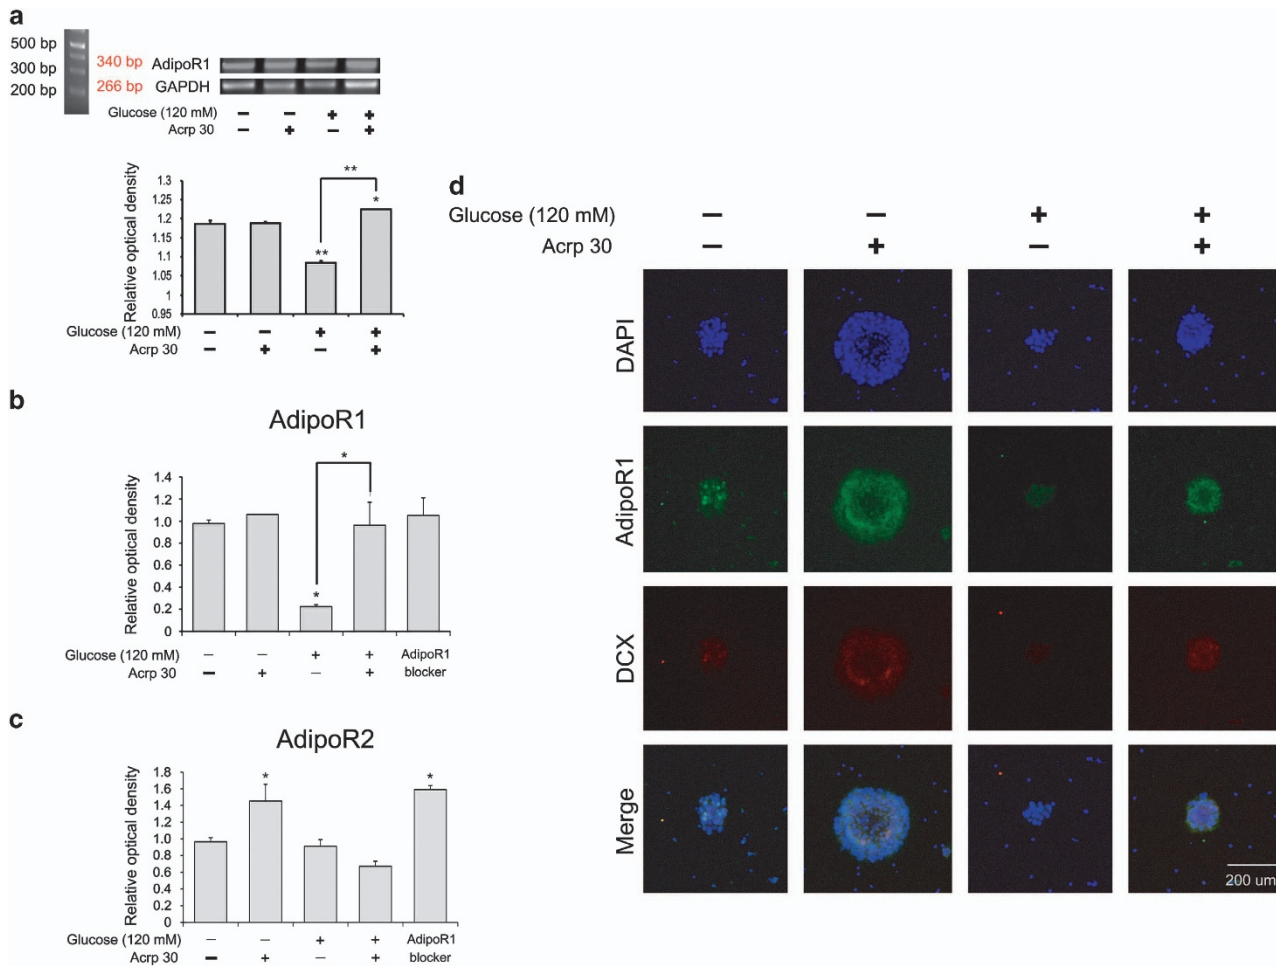 a
500 bp
300 bp
200 bp
340 bp AdipoR1
266 bp GAPDH
Glucose (120 mM) − − + +
Acrp 30 − + − +
Relative optical density
1.3
1.25
1.2
1.15
1.1
1.05
1
0.95
**
**
*
Glucose (120 mM) − − + +
Acrp 30 − + − +
b
AdipoR1
Relative optical density
1.4
1.2
1.0
0.8
0.6
0.4
0.2
0
*
*
Glucose (120 mM) − − + + AdipoR1
Acrp 30 − + − + blocker
c
AdipoR2
Relative optical density
1.8
1.6
1.4
1.2
1.0
0.8
0.6
0.4
0.2
0
*
*
Glucose (120 mM) − − + + AdipoR1
Acrp 30 − + − + blocker
d
Glucose (120 mM) − − + +
Acrp 30 − + − +
DAPI
AdipoR1
DCX
Merge
200 um